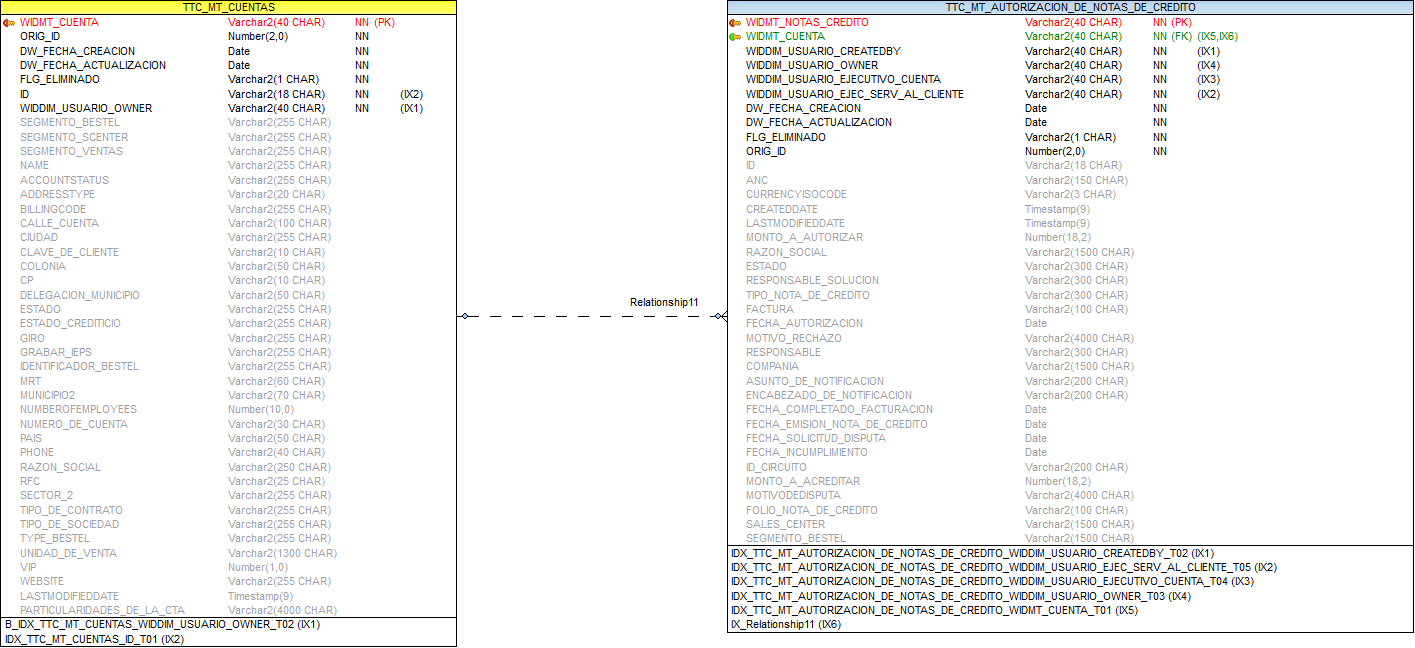 TTC_MT_CUENTAS
WIDMT_CUENTA Varchar2(40 CHAR) NN (PK)
ORIG_ID Number(2,0) NN
DW_FECHA_CREACION Date NN
DW_FECHA_ACTUALIZACION Date NN
FLG_ELIMINADO Varchar2(1 CHAR) NN
ID Varchar2(18 CHAR) NN (IX2)
WIDDIM_USUARIO_OWNER Varchar2(40 CHAR) NN (IX1)
SEGMENTO_BESTEL Varchar2(255 CHAR)
SEGMENTO_SCENTER Varchar2(255 CHAR)
SEGMENTO_VENTAS Varchar2(255 CHAR)
NAME Varchar2(255 CHAR)
ACCOUNTSTATUS Varchar2(255 CHAR)
ADDRESSTYPE Varchar2(20 CHAR)
BILLINGCODE Varchar2(255 CHAR)
CALLE_CUENTA Varchar2(100 CHAR)
CIUDAD Varchar2(255 CHAR)
CLAVE_DE_CLIENTE Varchar2(10 CHAR)
COLONIA Varchar2(50 CHAR)
CP Varchar2(10 CHAR)
DELEGACION_MUNICIPIO Varchar2(50 CHAR)
ESTADO Varchar2(255 CHAR)
ESTADO_CREDITICIO Varchar2(255 CHAR)
GIRO Varchar2(255 CHAR)
GRABAR_IEPS Varchar2(255 CHAR)
IDENTIFICADOR_BESTEL Varchar2(255 CHAR)
MRT Varchar2(60 CHAR)
MUNICIPIO2 Varchar2(70 CHAR)
NUMBEROFEMPLOYEES Number(10,0)
NUMERO_DE_CUENTA Varchar2(30 CHAR)
PAIS Varchar2(50 CHAR)
PHONE Varchar2(40 CHAR)
RAZON_SOCIAL Varchar2(250 CHAR)
RFC Varchar2(25 CHAR)
SECTOR_2 Varchar2(255 CHAR)
TIPO_DE_CONTRATO Varchar2(255 CHAR)
TIPO_DE_SOCIEDAD Varchar2(255 CHAR)
TYPE_BESTEL Varchar2(255 CHAR)
UNIDAD_DE_VENTA Varchar2(1300 CHAR)
VIP Number(1,0)
WEBSITE Varchar2(255 CHAR)
LASTMODIFIEDDATE Timestamp(9)
PARTICULARIDADES_DE_LA_CTA Varchar2(4000 CHAR)
B_IDX_TTC_MT_CUENTAS_WIDDIM_USUARIO_OWNER_T02 (IX1)
IDX_TTC_MT_CUENTAS_ID_T01 (IX2)
Relationship11
TTC_MT_AUTORIZACION_DE_NOTAS_DE_CREDITO
WIDMT_NOTAS_CREDITO Varchar2(40 CHAR) NN (PK)
WIDMT_CUENTA Varchar2(40 CHAR) NN (FK) (IX5,IX6)
WIDDIM_USUARIO_CREATEDBY Varchar2(40 CHAR) NN (IX1)
WIDDIM_USUARIO_OWNER Varchar2(40 CHAR) NN (IX4)
WIDDIM_USUARIO_EJECUTIVO_CUENTA Varchar2(40 CHAR) NN (IX3)
WIDDIM_USUARIO_EJEC_SERV_AL_CLIENTE Varchar2(40 CHAR) NN (IX2)
DW_FECHA_CREACION Date NN
DW_FECHA_ACTUALIZACION Date NN
FLG_ELIMINADO Varchar2(1 CHAR) NN
ORIG_ID Number(2,0) NN
ID Varchar2(18 CHAR)
ANC Varchar2(150 CHAR)
CURRENCYISOCODE Varchar2(3 CHAR)
CREATEDDATE Timestamp(9)
LASTMODIFIEDDATE Timestamp(9)
MONTO_A_AUTORIZAR Number(18,2)
RAZON_SOCIAL Varchar2(1500 CHAR)
ESTADO Varchar2(300 CHAR)
RESPONSABLE_SOLUCION Varchar2(300 CHAR)
TIPO_NOTA_DE_CREDITO Varchar2(300 CHAR)
FACTURA Varchar2(100 CHAR)
FECHA_AUTORIZACION Date
MOTIVO_RECHAZO Varchar2(4000 CHAR)
RESPONSABLE Varchar2(300 CHAR)
COMPANIA Varchar2(1500 CHAR)
ASUNTO_DE_NOTIFICACION Varchar2(200 CHAR)
ENCABEZADO_DE_NOTIFICACION Varchar2(200 CHAR)
FECHA_COMPLETADO_FACTURACION Date
FECHA_EMISION_NOTA_DE_CREDITO Date
FECHA_SOLICITUD_DISPUTA Date
FECHA_INCUMPLIMIENTO Date
ID_CIRCUITO Varchar2(200 CHAR)
MONTO_A_ACREDITAR Number(18,2)
MOTIVODEDISPUTA Varchar2(4000 CHAR)
FOLIO_NOTA_DE_CREDITO Varchar2(100 CHAR)
SALES_CENTER Varchar2(1500 CHAR)
SEGMENTO_BESTEL Varchar2(1500 CHAR)
IDX_TTC_MT_AUTORIZACION_DE_NOTAS_DE_CREDITO_WIDDIM_USUARIO_CREATEDBY_T02 (IX1)
IDX_TTC_MT_AUTORIZACION_DE_NOTAS_DE_CREDITO_WIDDIM_USUARIO_EJEC_SERV_AL_CLIENTE_T05 (IX2)
IDX_TTC_MT_AUTORIZACION_DE_NOTAS_DE_CREDITO_WIDDIM_USUARIO_EJECUTIVO_CUENTA_T04 (IX3)
IDX_TTC_MT_AUTORIZACION_DE_NOTAS_DE_CREDITO_WIDDIM_USUARIO_OWNER_T03 (IX4)
IDX_TTC_MT_AUTORIZACION_DE_NOTAS_DE_CREDITO_WIDMT_CUENTA_T01 (IX5)
IX_Relationship11 (IX6)